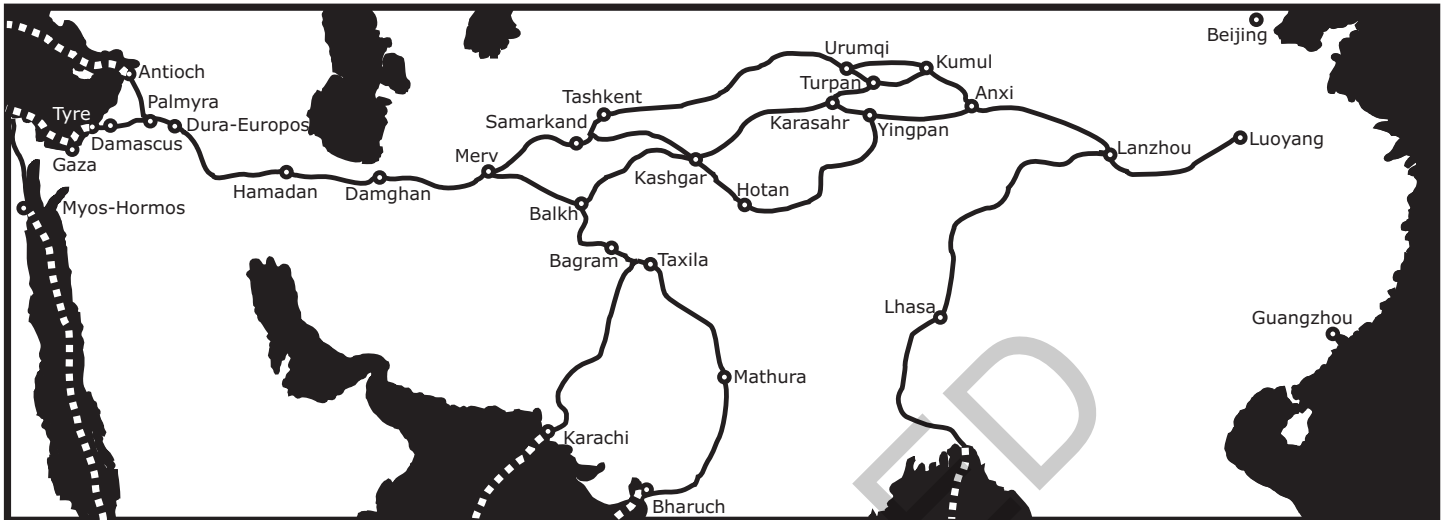 Beijing
Urumqi
Kumul
Antioch
Turpan
Anxi
Tashkent
Palmyra
Tyre
Samarkand
Karasahr
Dura-Europos
Yingpan
Luoyang
Damascus
Lanzhou
Merv
Gaza
Kashgar
Hotan
Hamadan
Damghan
Myos-Hormos
Balkh
Bagram
Taxila
Lhasa
Guangzhou
Mathura
Karachi
Bharuch